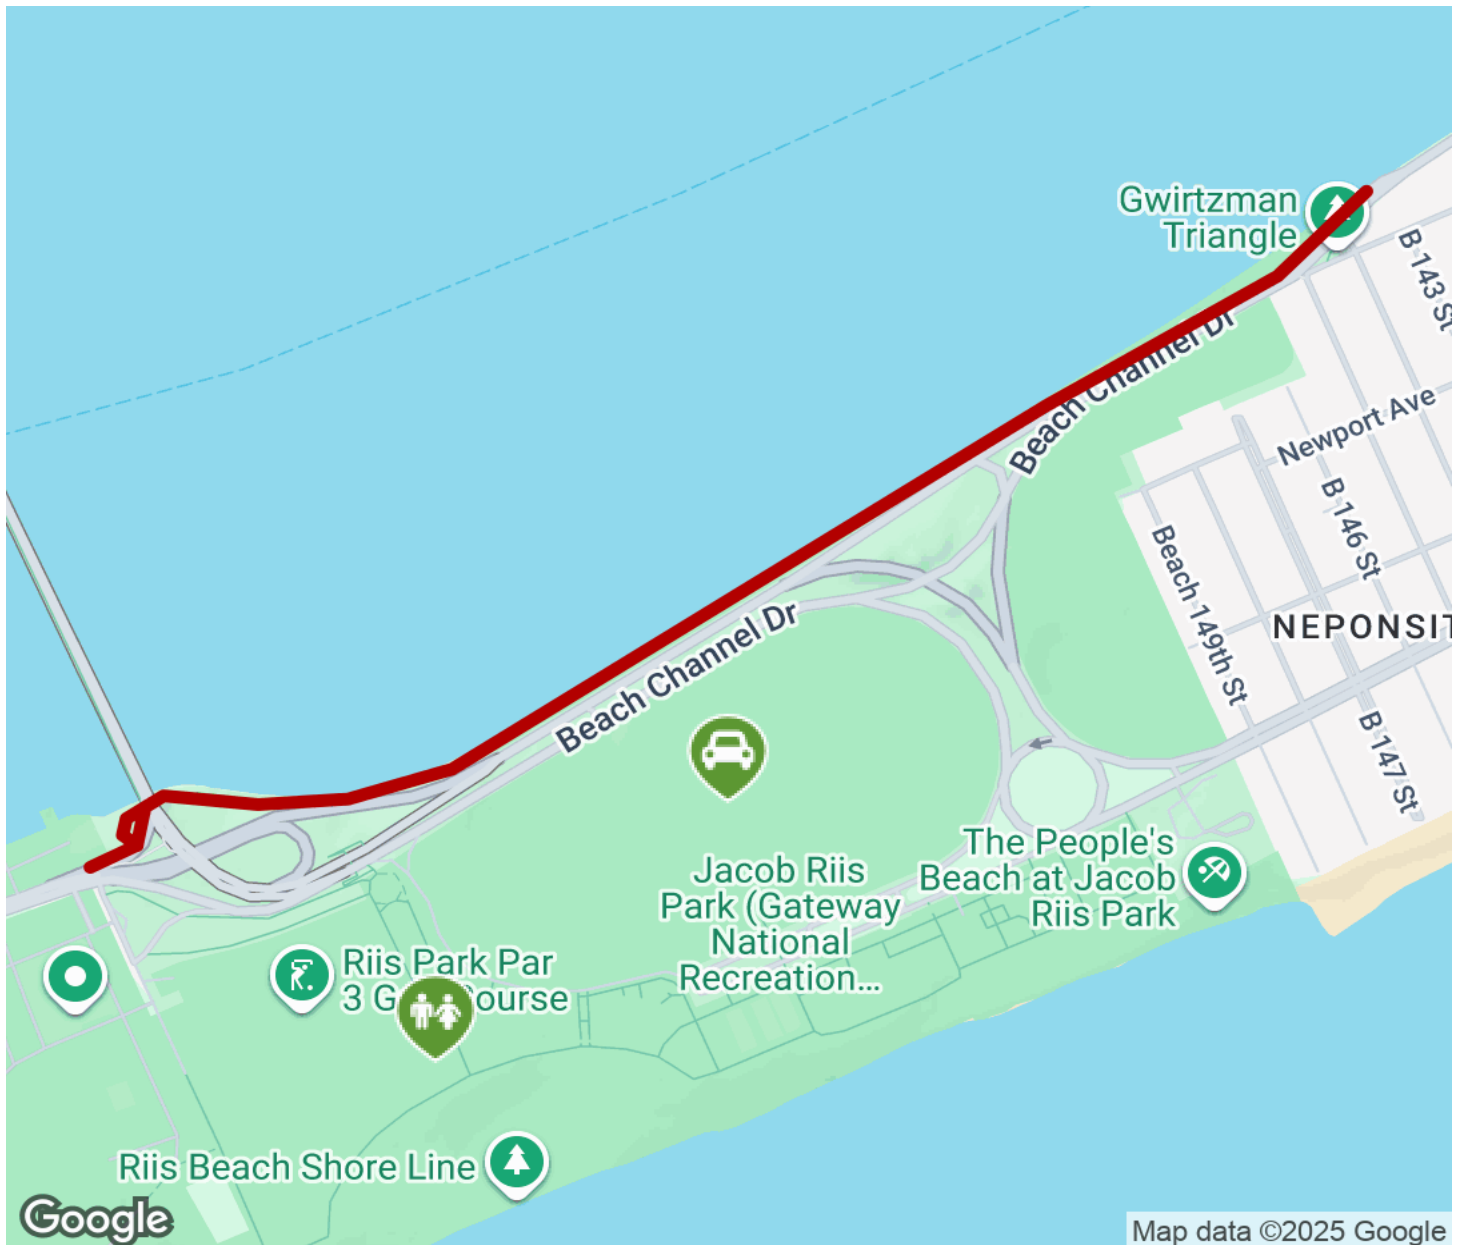 Gwirtzman
Triangle
B 143 St
Beach Channel Dr
Newport Ave
B 146 St
Beach 149th St
NEPONSIT
Beach Channel Dr
B 147 St
The People's
Beach at Jacob
Riis Park
Jacob Riis
Park (Gateway
National
Recreation...
Riis Park Par
3 G ourse
Riis Beach Shore Line
Google
Map data ©2025 Google